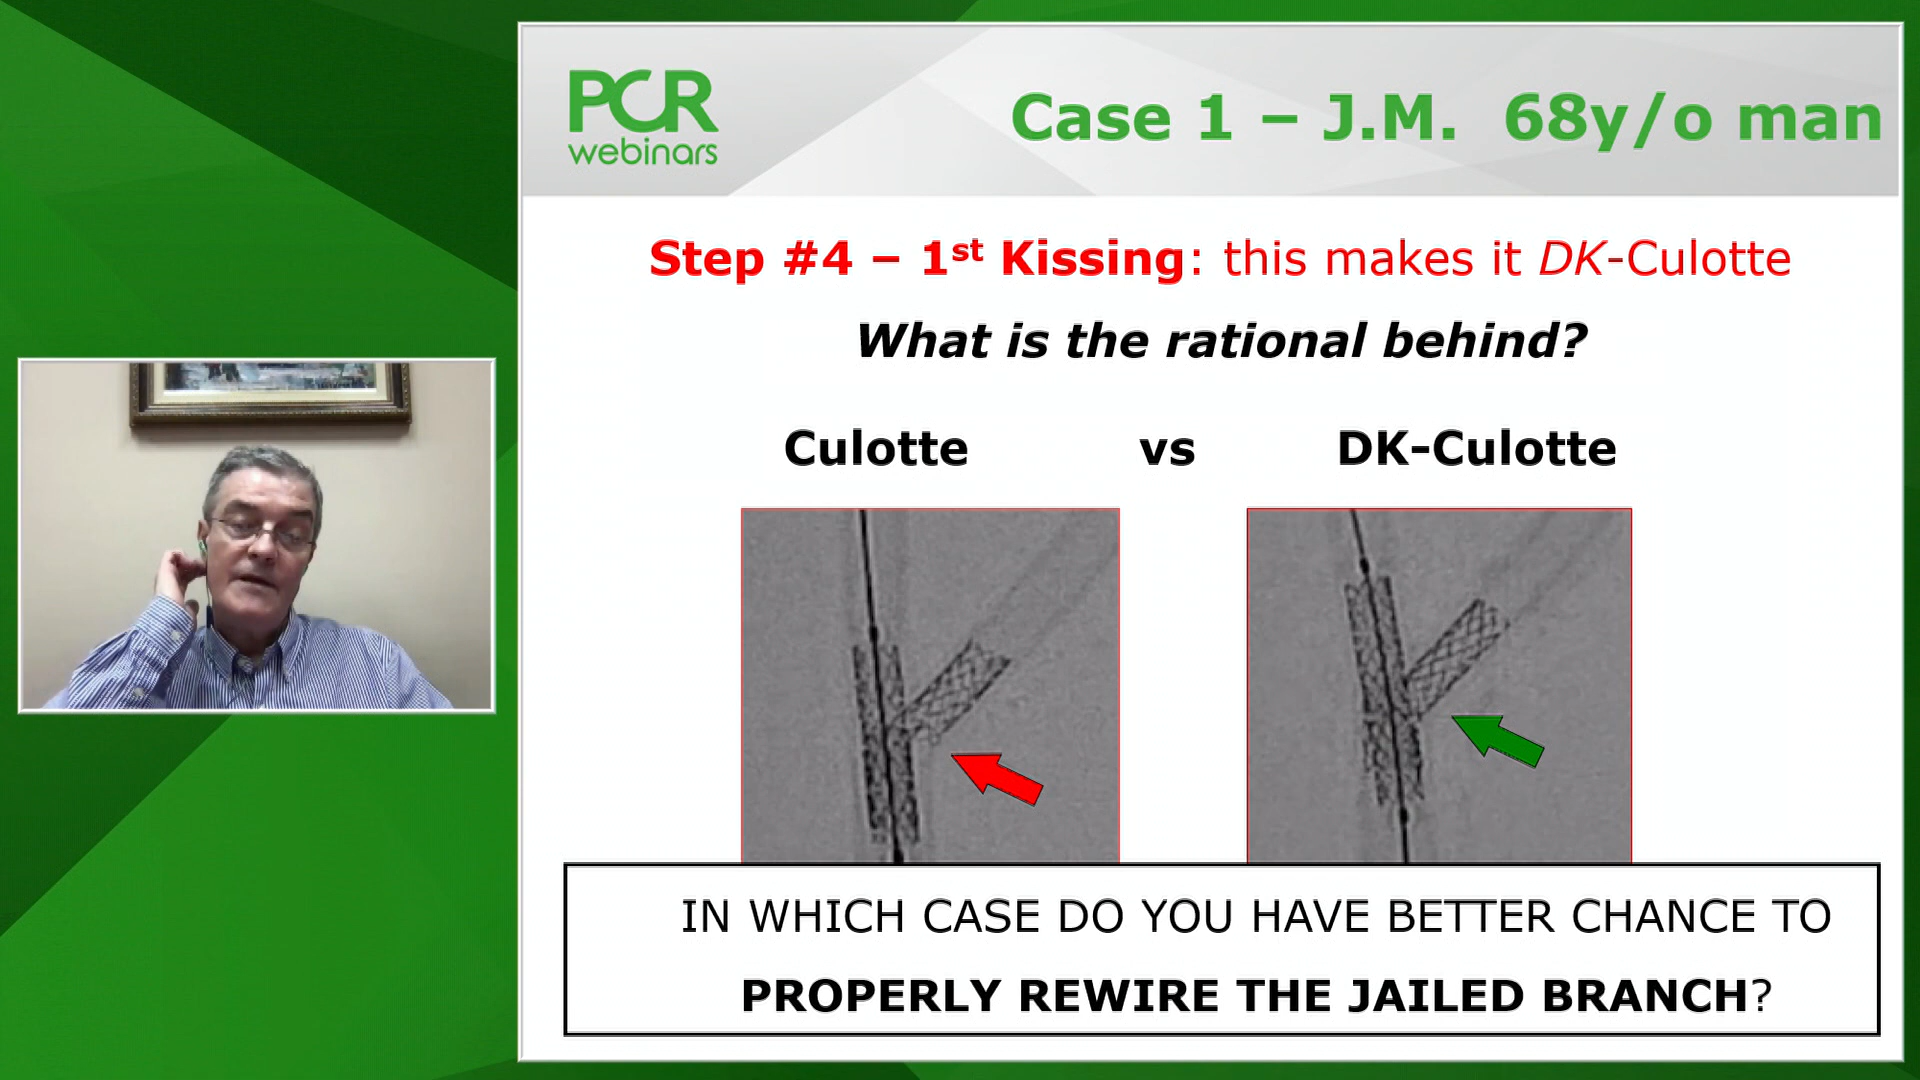 PCR
webinars
Case 1 – J.M. 68y/o man
Step #4 – 1st Kissing: this makes it DK-Culotte
What is the rational behind?
Culotte vs DK-Culotte
IN WHICH CASE DO YOU HAVE BETTER CHANCE TO
PROPERLY REWIRE THE JAILED BRANCH?